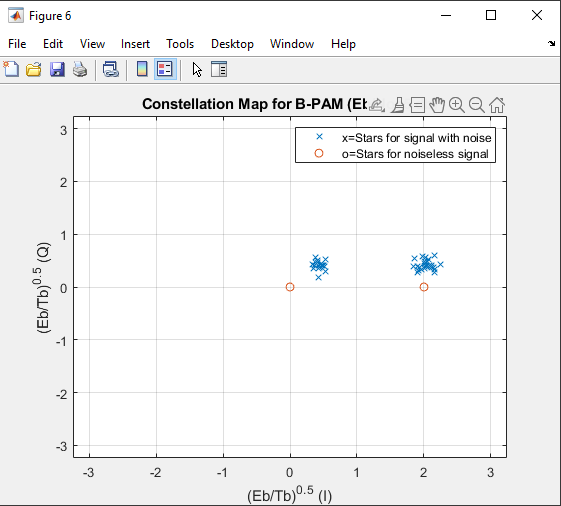 Figure 6
File Edit View Insert Tools Desktop Window Help
Constellation Map for B-PAM (Eb
x=Stars for signal with noise
o=Stars for noiseless signal
3
2
1
0
-1
-2
-3
(Eb/Tb)^0.5 (Q)
-3 -2 -1 0 1 2 3
(Eb/Tb)^0.5 (I)